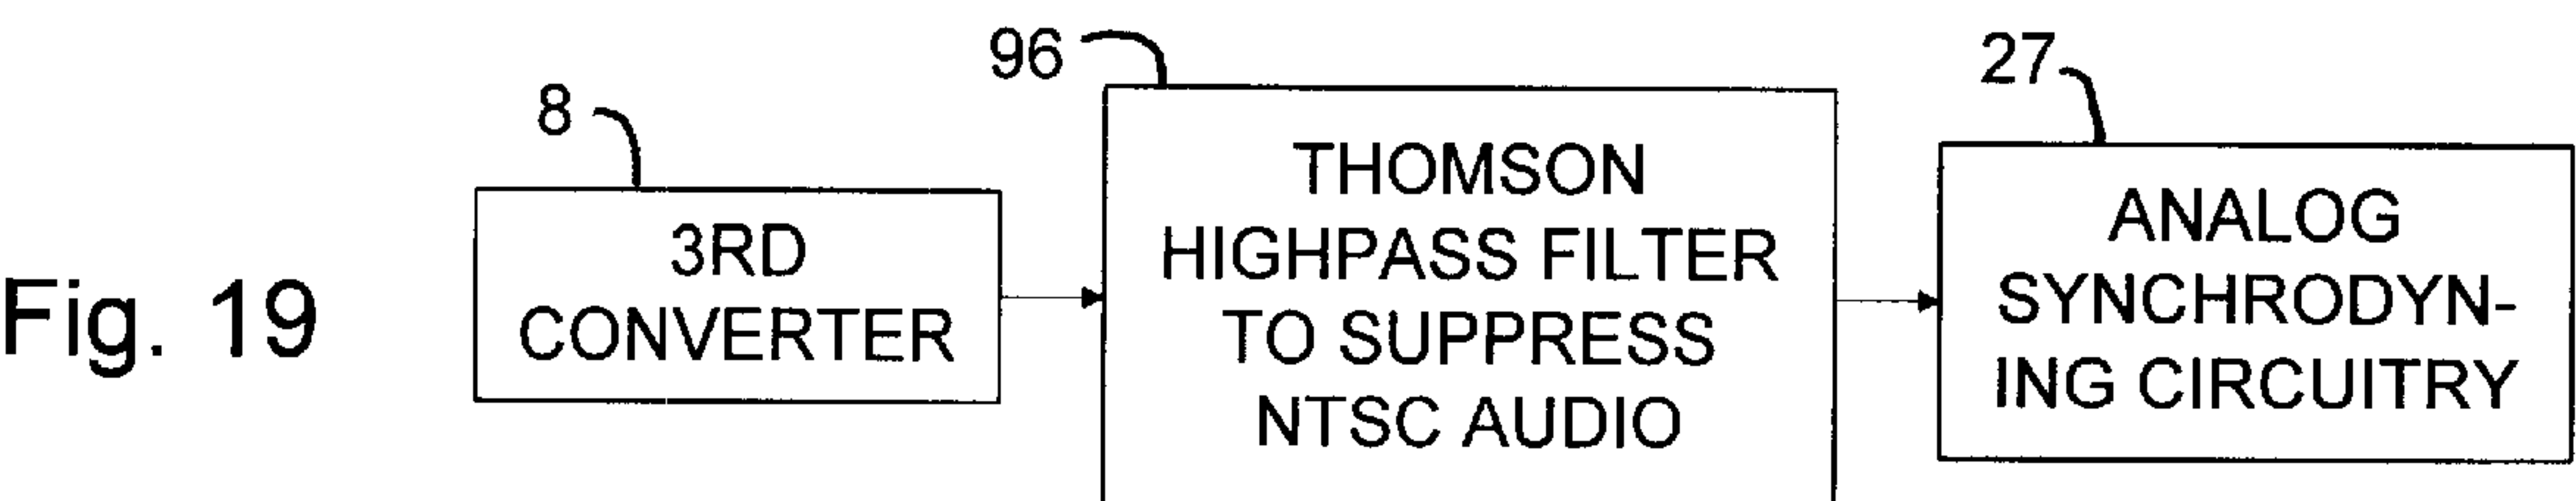 Fig. 19
8
3RD
CONVERTER
96
THOMSON
HIGHPASS FILTER
TO SUPPRESS
NTSC AUDIO
27
ANALOG
SYNCHRODYN-
ING CIRCUITRY